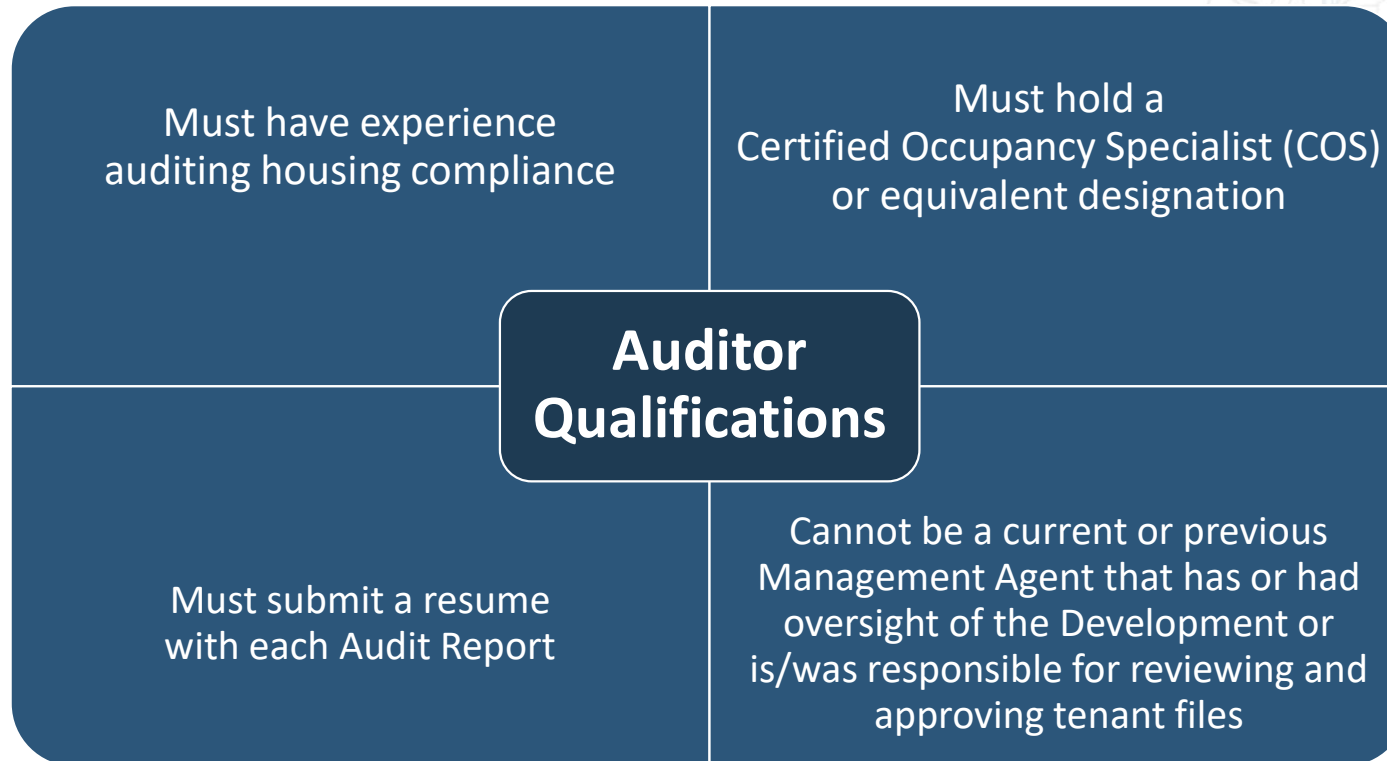 Must have experience
auditing housing compliance
Must hold a
Certified Occupancy Specialist (COS)
or equivalent designation
Auditor
Qualifications
Must submit a resume
with each Audit Report
Cannot be a current or previous
Management Agent that has or had
oversight of the Development or
is/was responsible for reviewing and
approving tenant files